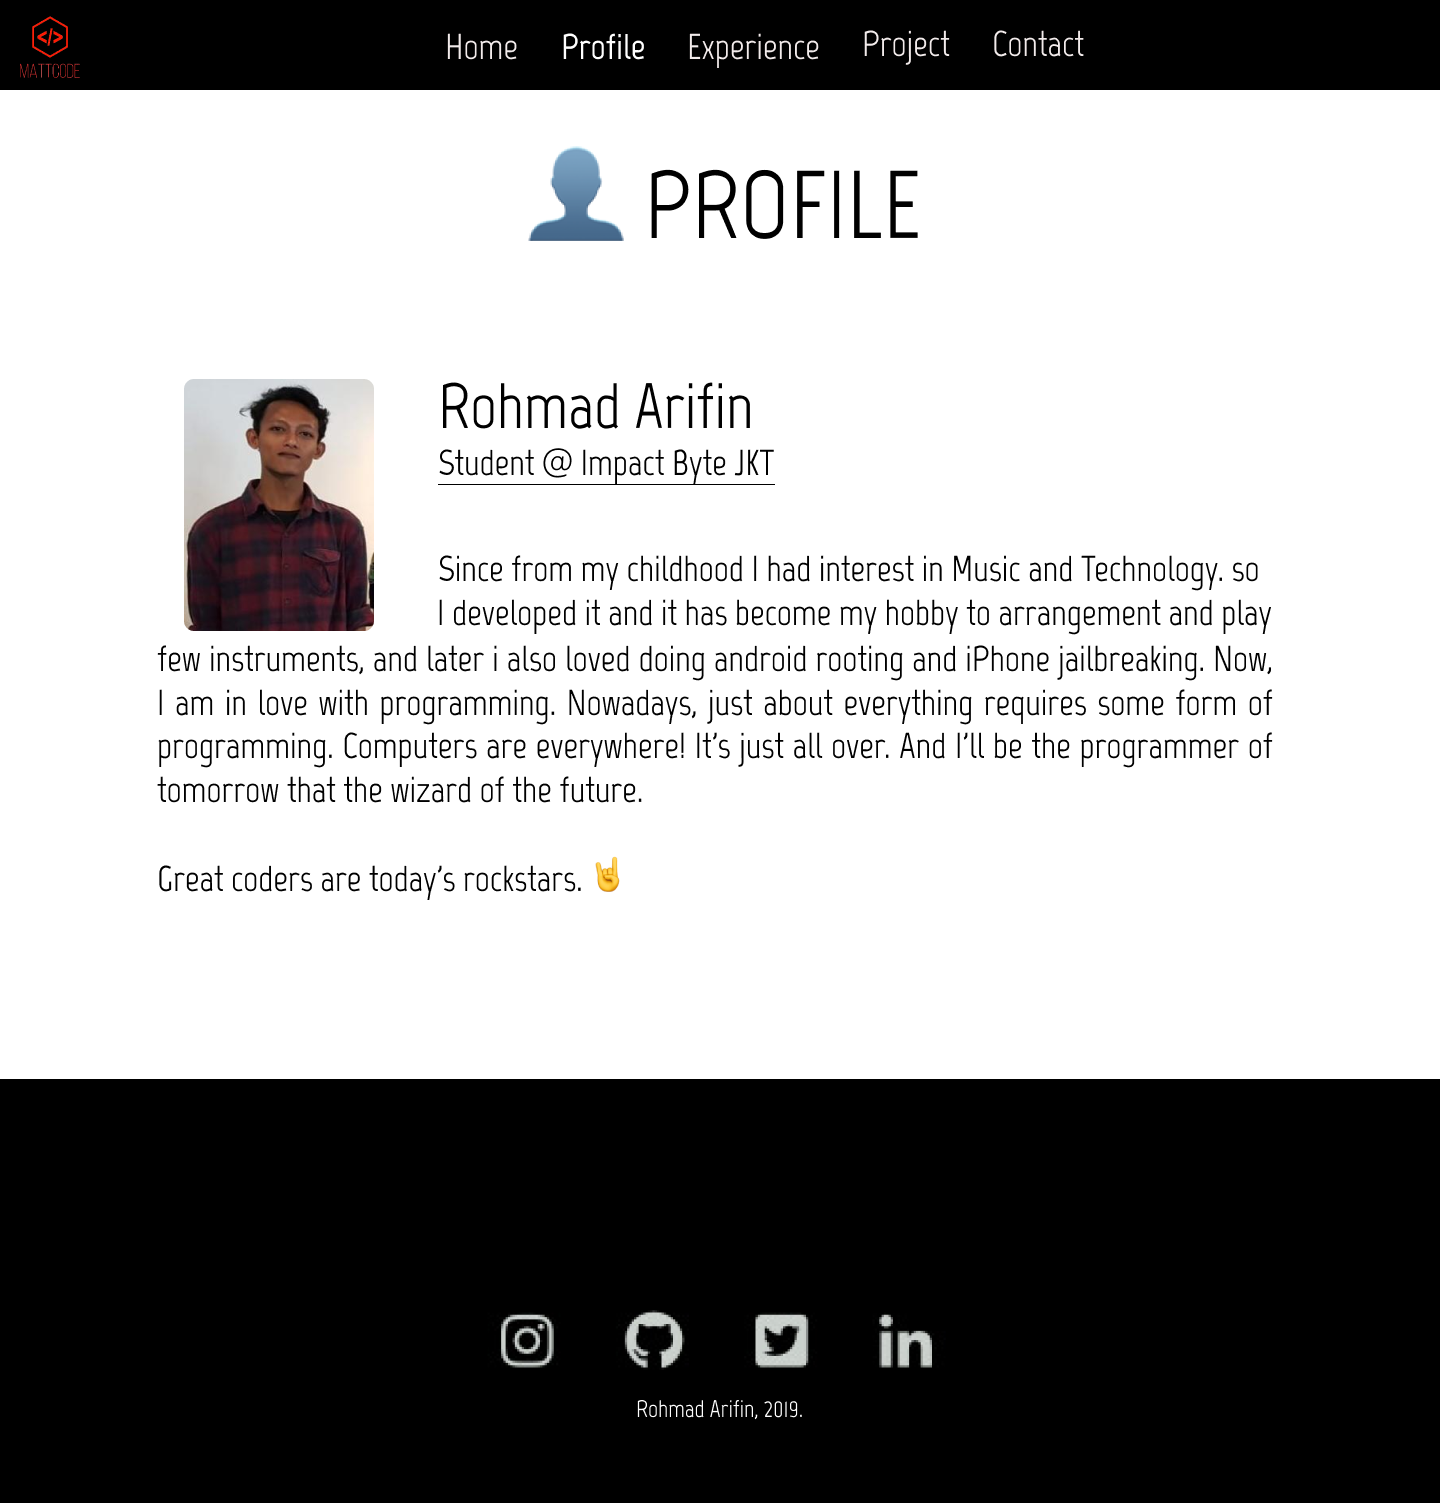 MATTCODE
Home Profile Experience Project Contact
PROFILE
Rohmad Arifin
Student @ Impact Byte JKT
Since from my childhood I had interest in Music and Technology. so
I developed it and it has become my hobby to arrangement and play
few instruments, and later i also loved doing android rooting and iPhone jailbreaking. Now,
I am in love with programming. Nowadays, just about everything requires some form of
programming. Computers are everywhere! It’s just all over. And I’ll be the programmer of
tomorrow that the wizard of the future.
Great coders are today’s rockstars. 🤘
Rohmad Arifin, 2019.